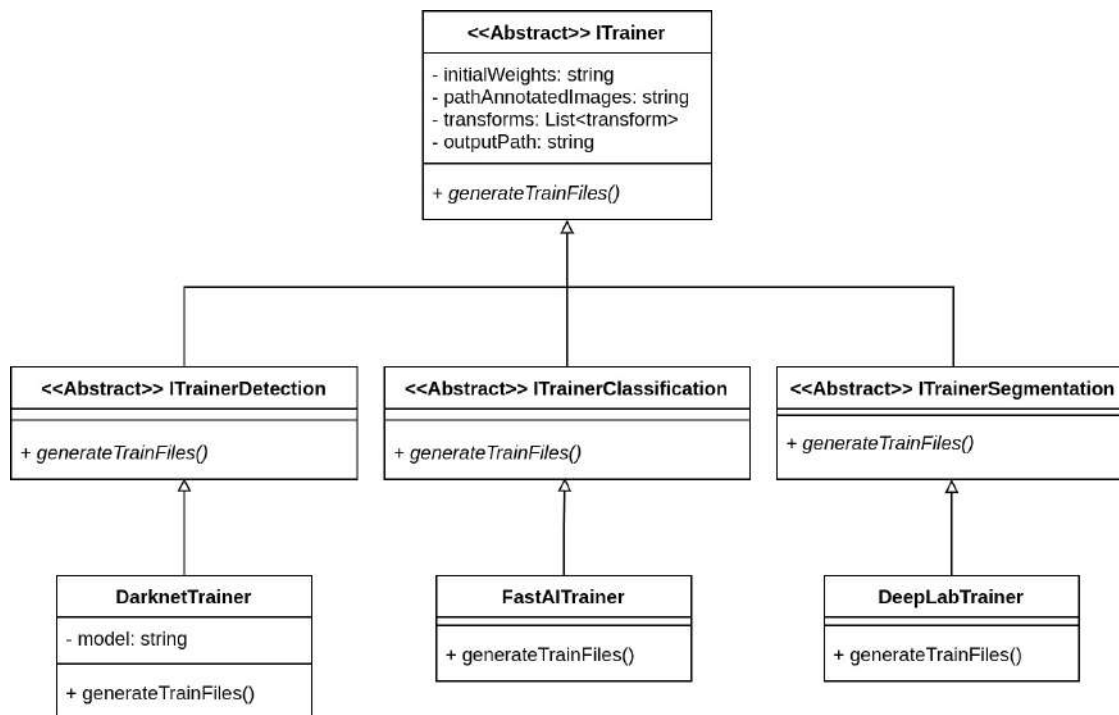 <<Abstract>> ITrainer
- initialWeights: string
- pathAnnotatedImages: string
- transforms: List<transform>
- outputPath: string
+ generateTrainFiles()
<<Abstract>> ITrainerDetection
+ generateTrainFiles()
<<Abstract>> ITrainerClassification
+ generateTrainFiles()
<<Abstract>> ITrainerSegmentation
+ generateTrainFiles()
DarknetTrainer
- model: string
+ generateTrainFiles()
FastAITrainer
+ generateTrainFiles()
DeepLabTrainer
+ generateTrainFiles()